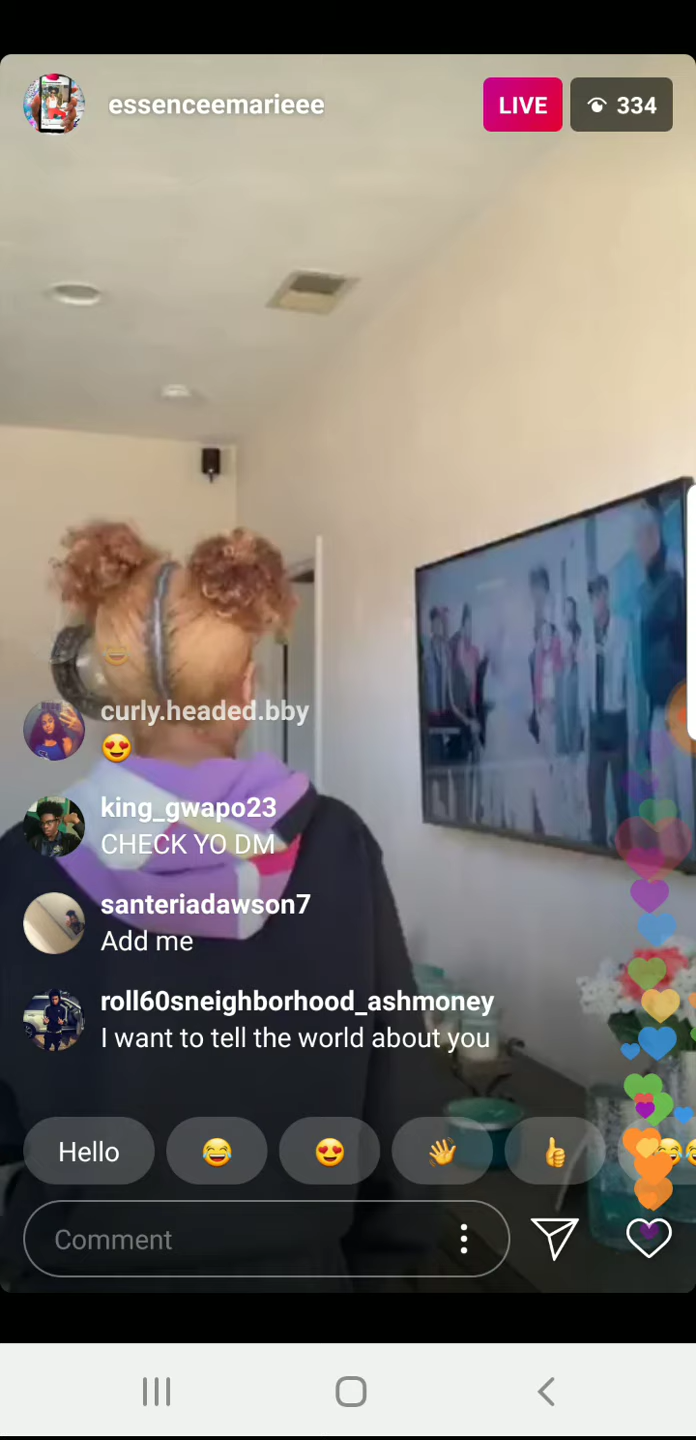 essenceemarieee
LIVE
334
curly.headed.bby
😍
king_gwapo23
CHECK YO DM
santeriadawson7
Add me
roll60sneighborhood_ashmoney
I want to tell the world about you
Hello
Comment